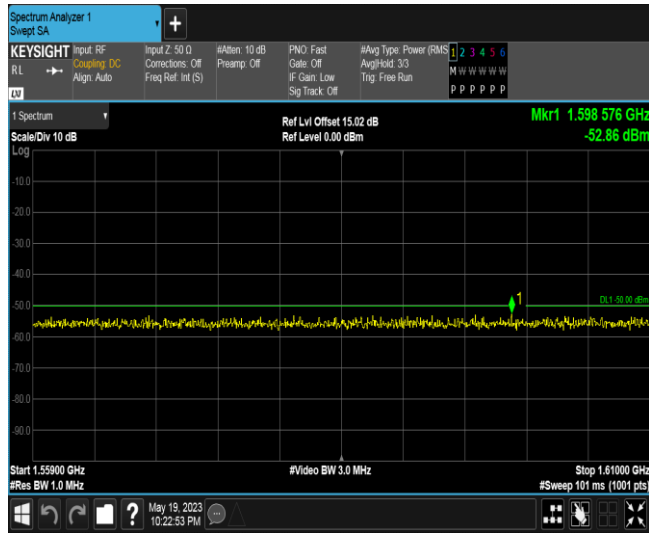 Spectrum Analyzer 1
Swept SA
+
KEYSIGHT Input: RF Input Z: 50 Ω #Atten: 10 dB PNO: Fast #Avg Type: Power (RMS 1 2 3 4 5 6
RL Coupling: DC Corrections: Off Preamp: Off Gate: Off Avg|Hold: 3/3 M W W W W W
Align: Auto Freq Ref: Int (S) IF Gain: Low Trig: Free Run
Sig Track: Off P P P P P P
LXI
1 Spectrum Ref Lvl Offset 15.02 dB Mkr1 1.598 576 GHz
Scale/Div 10 dB Ref Level 0.00 dBm -52.86 dBm
Log
-10.0
-20.0
-30.0
-40.0
1
DL1 -50.00 dBm
-50.0
-60.0
-70.0
-80.0
-90.0
Start 1.55900 GHz #Video BW 3.0 MHz Stop 1.61000 GHz
#Res BW 1.0 MHz #Sweep 101 ms (1001 pts)
? May 19, 2023
10:22:53 PM